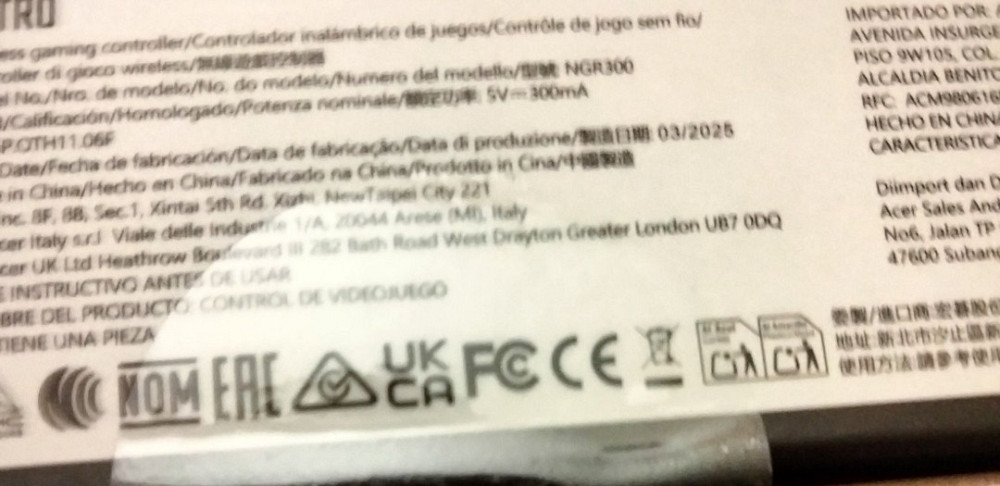 TRO
ess gaming controller/Controlador inalámbrico de juegos/Controle de jogo sem fio/
oller di gioco wireless/無線遊戲控制器
el No./Nro. de modelo/No. do modelo/Numero del modello/型號: NGR300
/Calificación/Homologado/Potenza nominale/額定功率: 5V⎓300mA
P.OTH11.06F
Date/Fecha de fabricación/Data de fabricação/Data di produzione/製造日期: 03/2025
in China/Hecho en China/Fabricado na China/Prodotto in Cina/中國製造
nc. 8F, 88, Sec.1, Xintai 5th Rd. Xizhi, NewTaipei City 221
cer Italy s.r.l. Viale delle Industrie 1/A, 20044 Arese (MI), Italy
cer UK Ltd Heathrow Boulevard III 282 Bath Road West Drayton Greater London UB7 0DQ
E INSTRUCTIVO ANTES DE USAR
BRE DEL PRODUCTO: CONTROL DE VIDEOJUEGO
TIENE UNA PIEZA
NOM EAC UK CA FC CE
IMPORTADO POR: A
AVENIDA INSURGE
PISO 9W105, COL.
ALCALDIA BENITO
RFC: ACM980616
HECHO EN CHINA
CARACTERISTICA
Diimport dan D
Acer Sales And
No6, Jalan TP
47600 Subang
委製/進口商:宏碁股份
地址:新北市汐止區新
使用方法:請參考使用